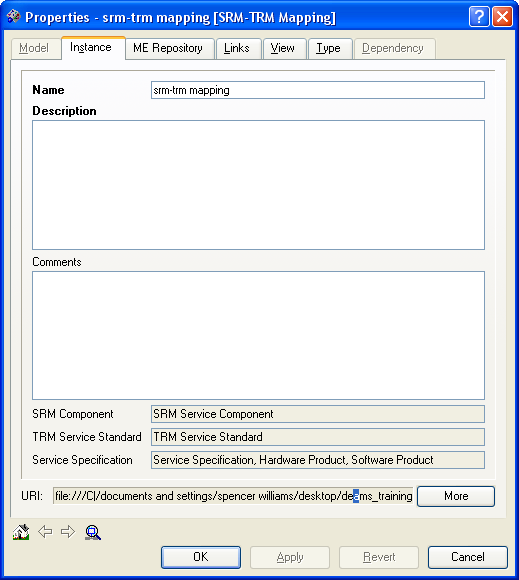 Properties - srm-trm mapping [SRM-TRM Mapping]
Model Instance ME Repository Links View Type Dependency
Name srm-trm mapping
Description
Comments
SRM Component SRM Service Component
TRM Service Standard TRM Service Standard
Service Specification Service Specification, Hardware Product, Software Product
URI: file:///C|/documents and settings/spencer williams/desktop/deams_training More
OK Apply Revert Cancel